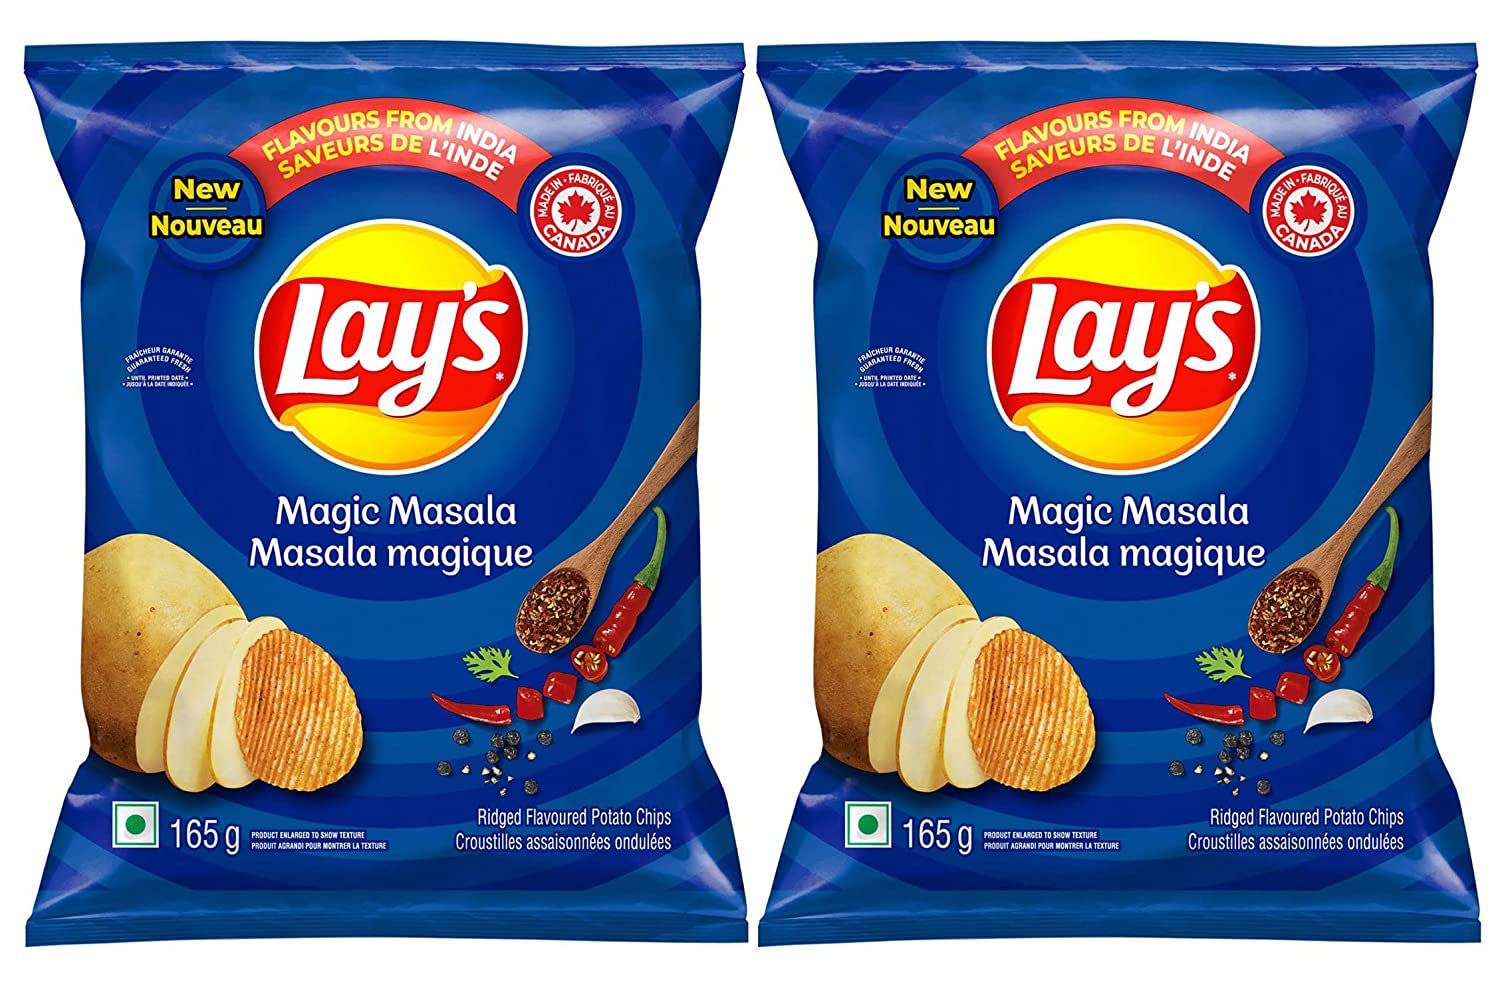 FLAVOURS FROM INDIA
SAVEURS DE L'INDE
New
Nouveau
MADE IN • FABRIQUÉ AU
CANADA
Lay's
FRAÎCHEUR GARANTIE
GUARANTEED FRESH
• UNTIL PRINTED DATE •
• JUSQU'À LA DATE INDIQUÉE •
Magic Masala
Masala magique
165 g
PRODUCT ENLARGED TO SHOW TEXTURE
PRODUIT AGRANDI POUR MONTRER LA TEXTURE
Ridged Flavoured Potato Chips
Croustilles assaisonnées ondulées
FLAVOURS FROM INDIA
SAVEURS DE L'INDE
New
Nouveau
MADE IN • FABRIQUÉ AU
CANADA
Lay's
FRAÎCHEUR GARANTIE
GUARANTEED FRESH
• UNTIL PRINTED DATE •
• JUSQU'À LA DATE INDIQUÉE •
Magic Masala
Masala magique
165 g
PRODUCT ENLARGED TO SHOW TEXTURE
PRODUIT AGRANDI POUR MONTRER LA TEXTURE
Ridged Flavoured Potato Chips
Croustilles assaisonnées ondulées